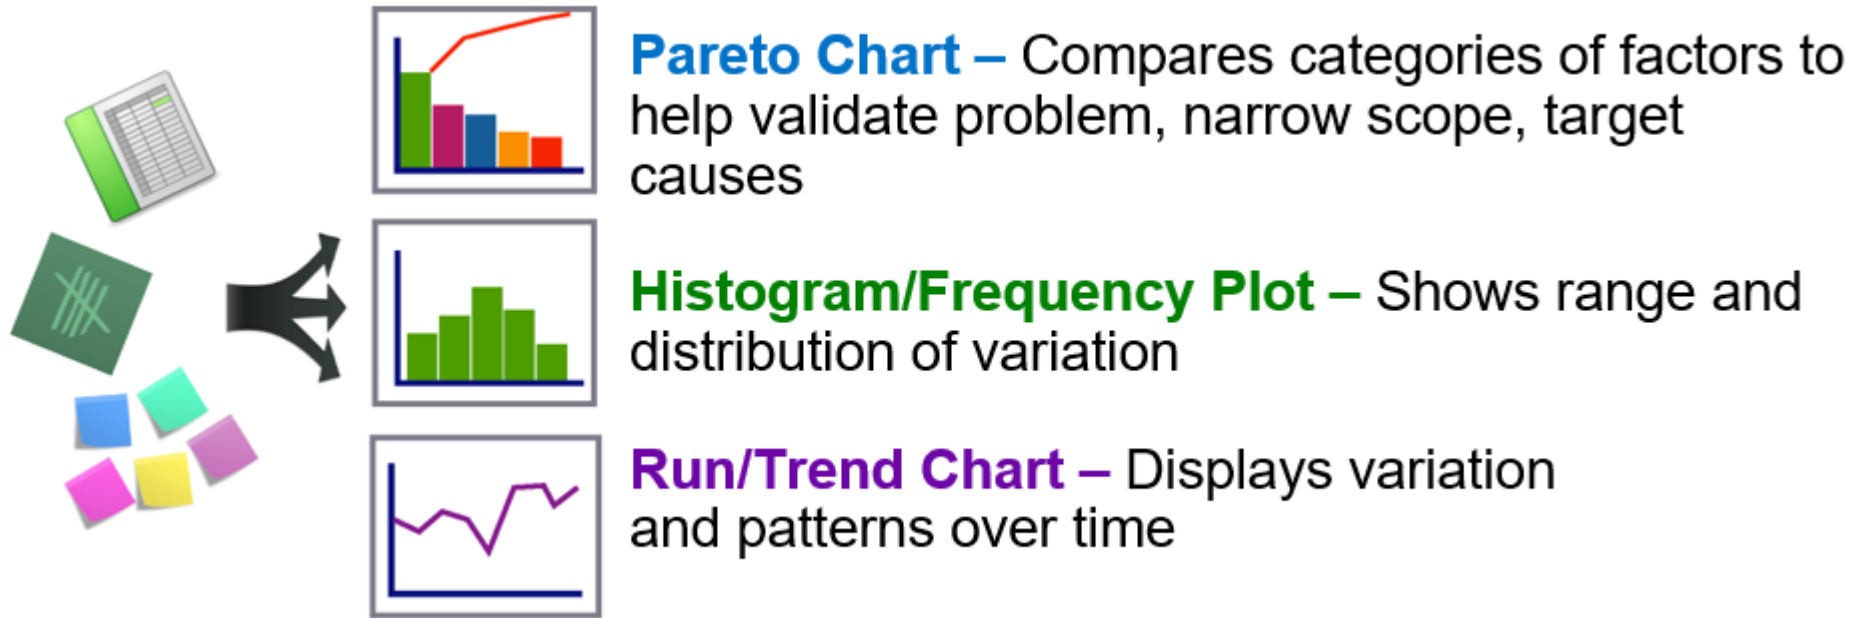 Pareto Chart – Compares categories of factors to
help validate problem, narrow scope, target
causes
Histogram/Frequency Plot – Shows range and
distribution of variation
Run/Trend Chart – Displays variation
and patterns over time